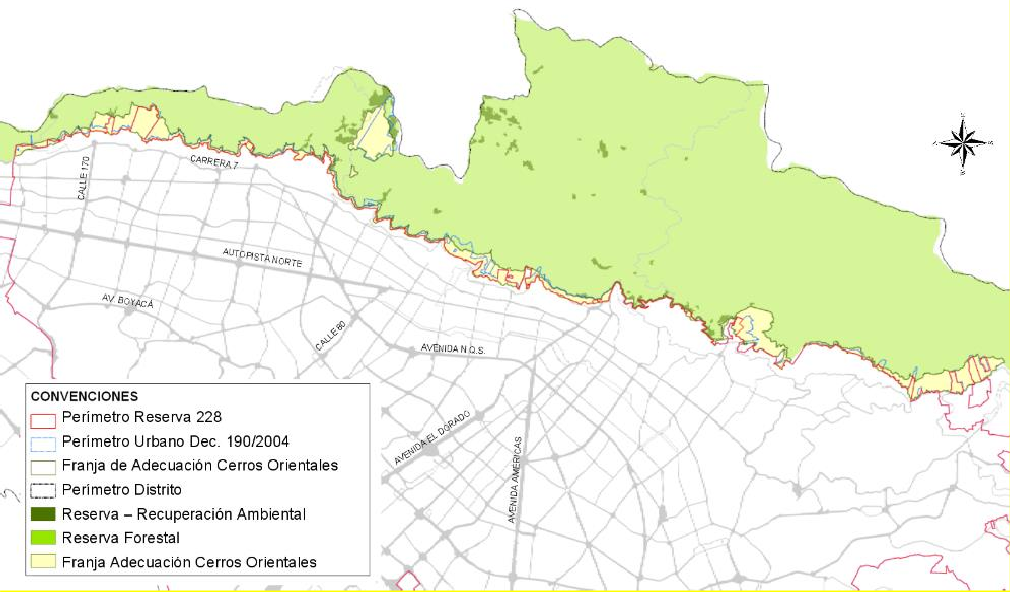 CALLE 170
CARRERA 7
AUTOPISTA NORTE
AV. BOYACÁ
CALLE 80
AVENIDA N.Q.S.
AVENIDA EL DORADO
AVENIDA AMERICAS
CONVENCIONES
Perímetro Reserva 228
Perímetro Urbano Dec. 190/2004
Franja de Adecuación Cerros Orientales
Perímetro Distrito
Reserva – Recuperación Ambiental
Reserva Forestal
Franja Adecuación Cerros Orientales